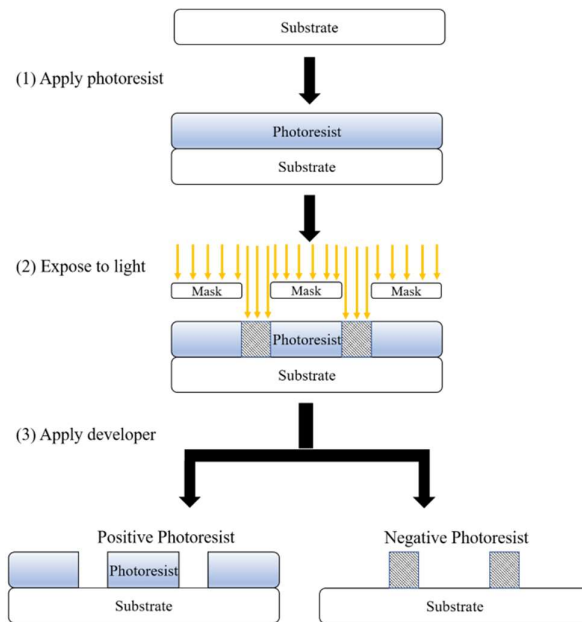 Substrate
(1) Apply photoresist
Photoresist
Substrate
(2) Expose to light
Mask
Mask
Mask
Photoresist
Substrate
(3) Apply developer
Positive Photoresist
Negative Photoresist
Photoresist
Substrate
Substrate